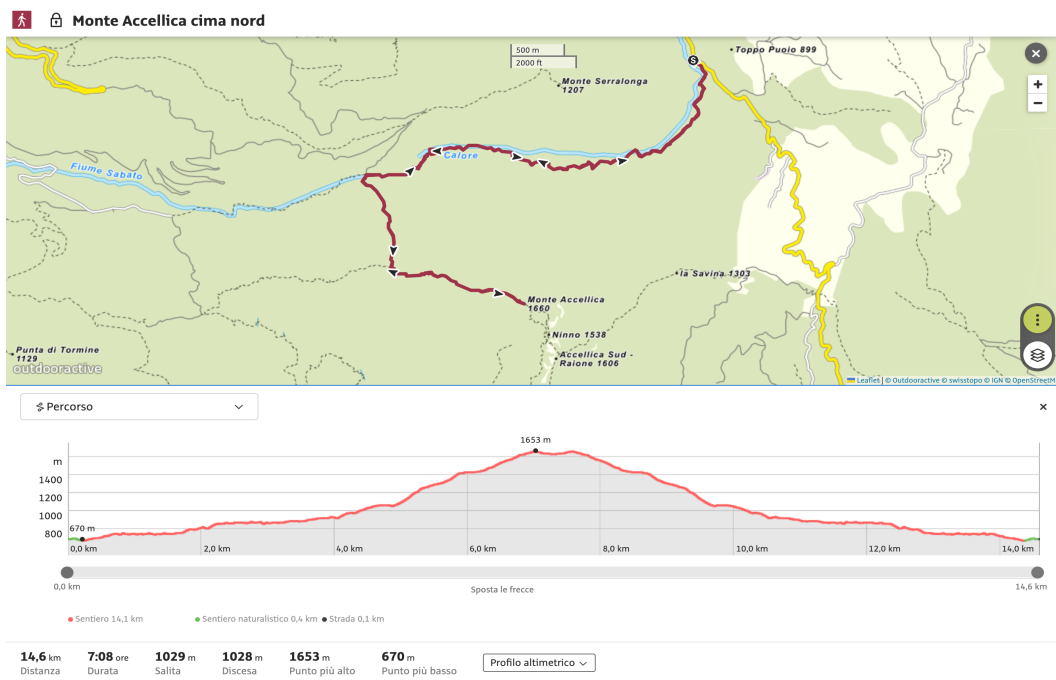 Monte Accellica cima nord
500 m
2000 ft
Toppo Puoio 899
S
Monte Serralonga
1207
Calore
Fiume Sabato
la Savina 1303
Monte Accellica
1660
Ninno 1538
Accellica Sud -
Raione 1606
Punta di Tormine
1129
outdooractive
+
−
Leaflet | © Outdooractive © swisstopo © IGN © OpenStreetM
Percorso
1653 m
m
1400
1200
1000
800
670 m
0,0 km 2,0 km 4,0 km 6,0 km 8,0 km 10,0 km 12,0 km 14,0 km
0,0 km Sposta le frecce 14,6 km
Sentiero 14,1 km Sentiero naturalistico 0,4 km Strada 0,1 km
14,6 km 7:08 ore 1029 m 1028 m 1653 m 670 m Profilo altimetrico
Distanza Durata Salita Discesa Punto più alto Punto più basso